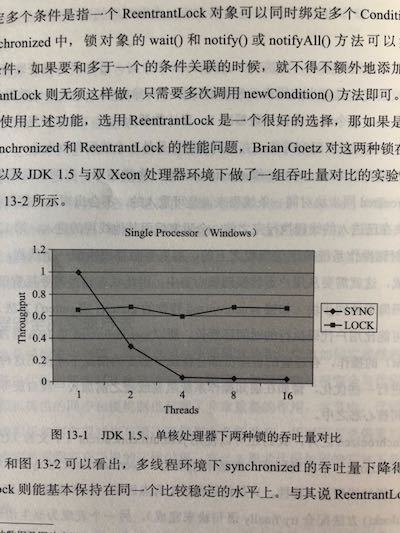 定多个条件是指一个 ReentrantLock 对象可以同时绑定多个 Conditi
chronized 中，锁对象的 wait() 和 notify() 或 notifyAll() 方法可以
条件，如果要和多于一个的条件关联的时候，就不得不额外地添加
antLock 则无须这样做，只需要多次调用 newCondition() 方法即可。
使用上述功能，选用 ReentrantLock 是一个很好的选择，那如果是
nchronized 和 ReentrantLock 的性能问题，Brian Goetz 对这两种锁在
以及 JDK 1.5 与双 Xeon 处理器环境下做了一组吞吐量对比的实验
13-2 所示。
Single Processor（Windows）
Throughput
1.2
1
0.8
0.6
0.4
0.2
0
1 2 4 8 16
Threads
SYNC
LOCK
图 13-1 JDK 1.5、单核处理器下两种锁的吞吐量对比
和图 13-2 可以看出，多线程环境下 synchronized 的吞吐量下降得
ock 则能基本保持在同一个比较稳定的水平上。与其说 ReentrantL